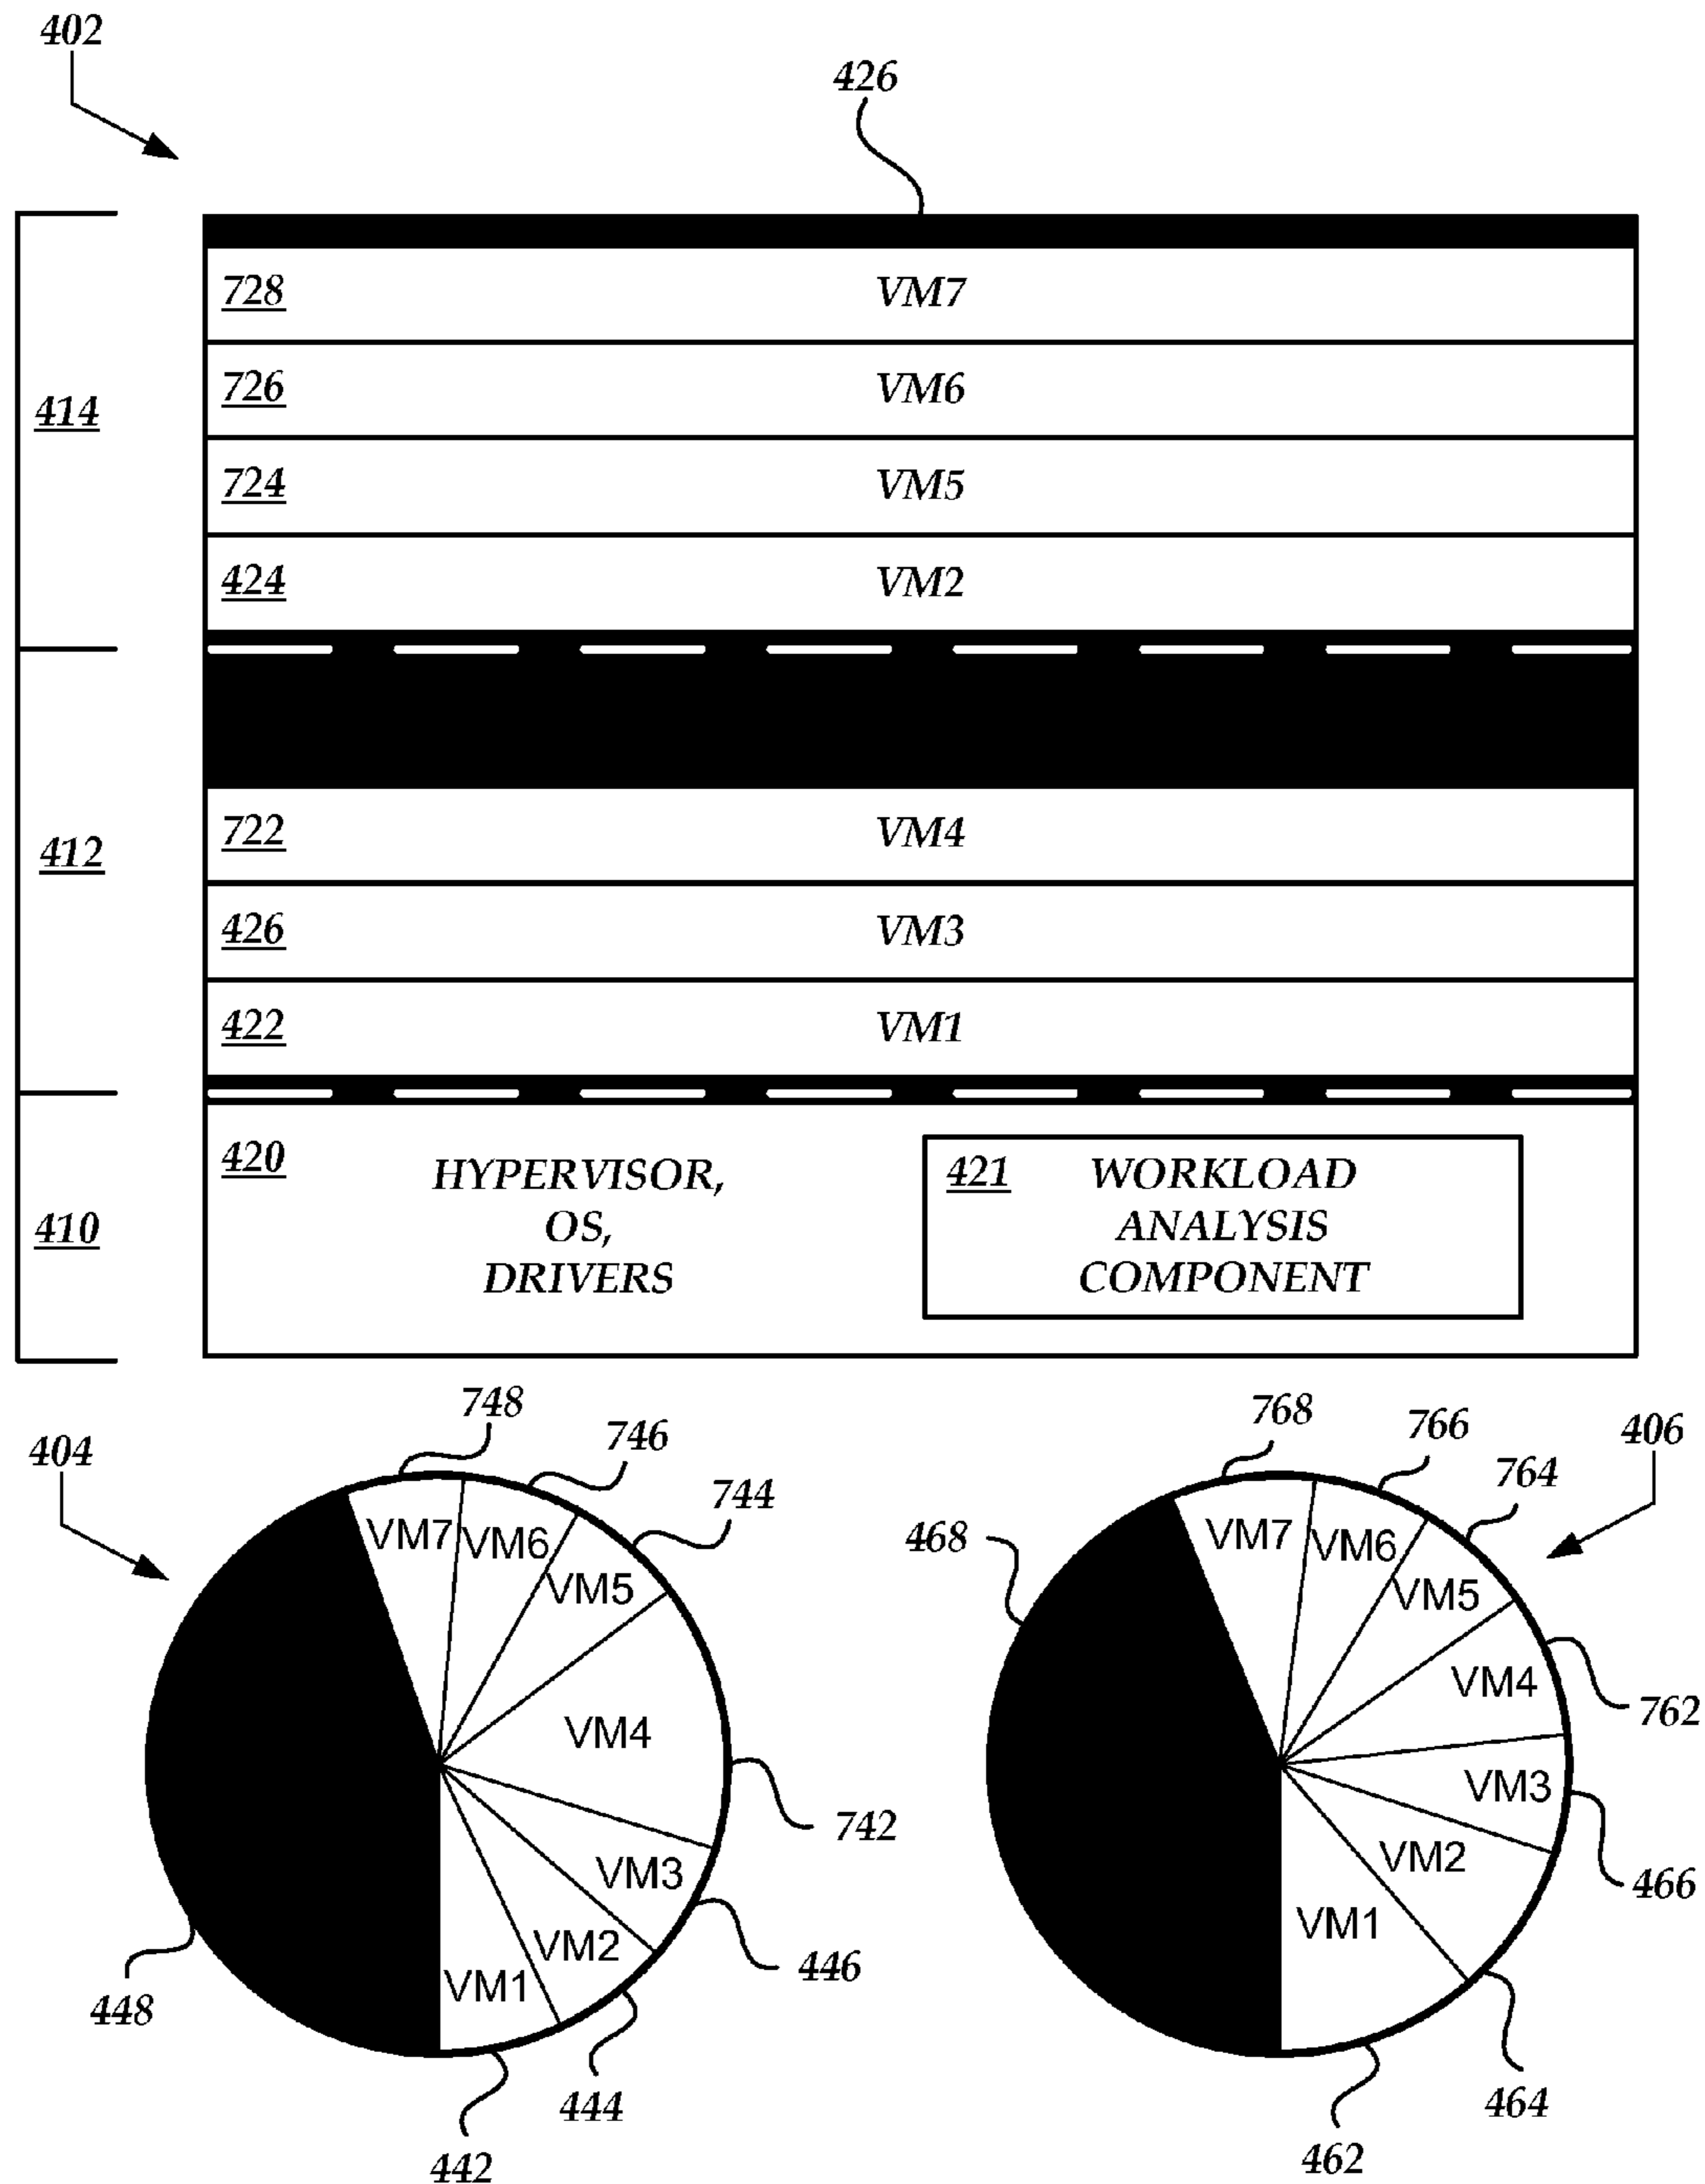 402
426
728 VM7
726 VM6
414
724 VM5
424 VM2
722 VM4
412
426 VM3
422 VM1
420 HYPERVISOR,
OS,
DRIVERS
421 WORKLOAD
ANALYSIS
COMPONENT
410
404
748
746
744
VM7
VM6
VM5
VM4
742
VM3
446
VM2
444
VM1
442
448
406
768
766
764
468
VM7
VM6
VM5
VM4
762
VM3
466
VM2
464
VM1
462